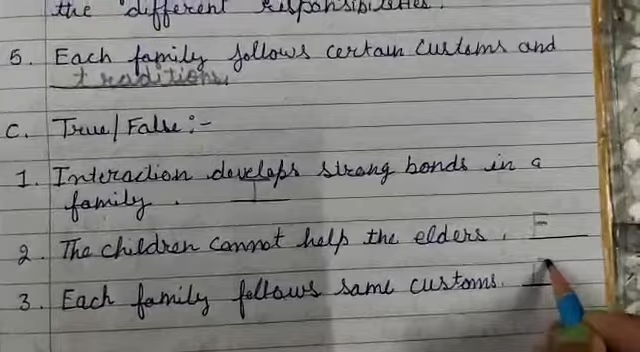 the different responsibilities.
5. Each family follows certain customs and
traditions.
C. True/False:-
1. Interaction develops strong bonds in a
family. T
2. The children cannot help the elders. F
3. Each family follows same customs.